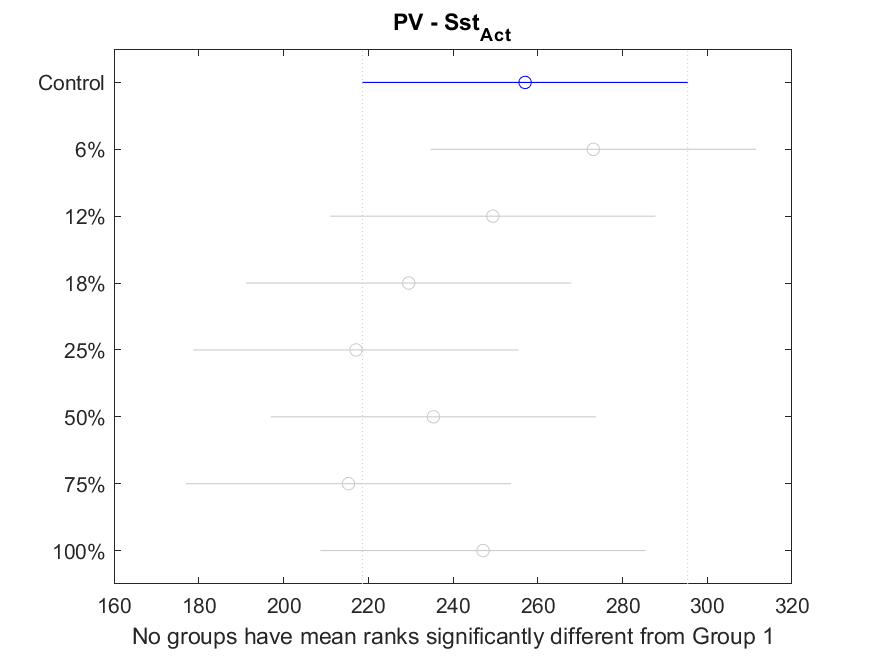 PV - Sst_Act
Control
6%
12%
18%
25%
50%
75%
100%
160 180 200 220 240 260 280 300 320
No groups have mean ranks significantly different from Group 1